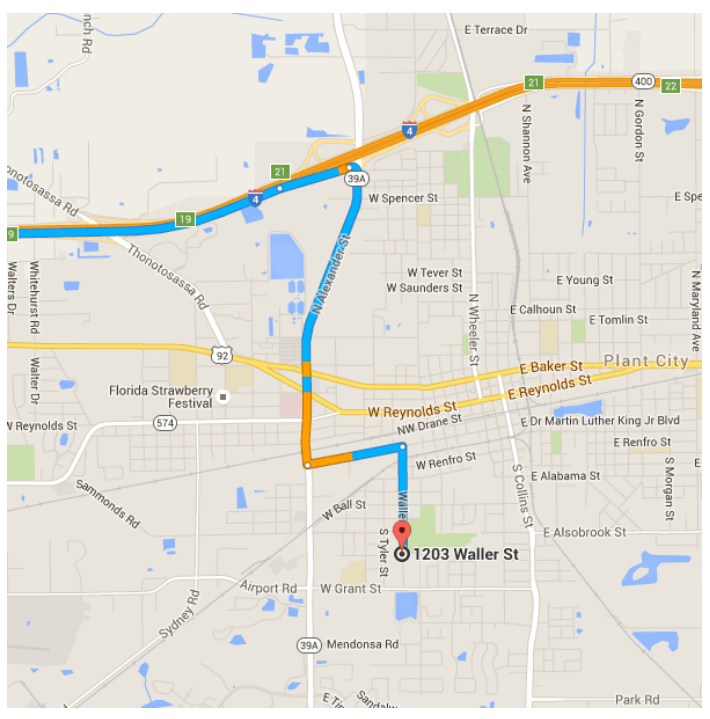 nch Rd
E Terrace Dr
21
400
22
N Shannon Ave
N Gordon St
4
21
39A
W Spencer St
E Spe
4
19
9
Thonotosassa Rd
Thonotosassa Rd
Walters Dr
Whitehurst Rd
N Alexander St
W Tever St
W Saunders St
N Wheeler St
E Young St
E Calhoun St
E Tomlin St
N Maryland Ave
92
Walter Dr
E Baker St
Plant City
Florida Strawberry
Festival
E Reynolds St
W Reynolds St
W Reynolds St
574
NW Drane St
E Dr Martin Luther King Jr Blvd
E Renfro St
W Renfro St
Sammonds Rd
S Collins St
E Alabama St
S Morgan St
W Ball St
Walle
S Tyler St
E Alsobrook St
1203 Waller St
Airport Rd
W Grant St
Sydney Rd
39A
Mendonsa Rd
E Ti
Sandalw
Park Rd